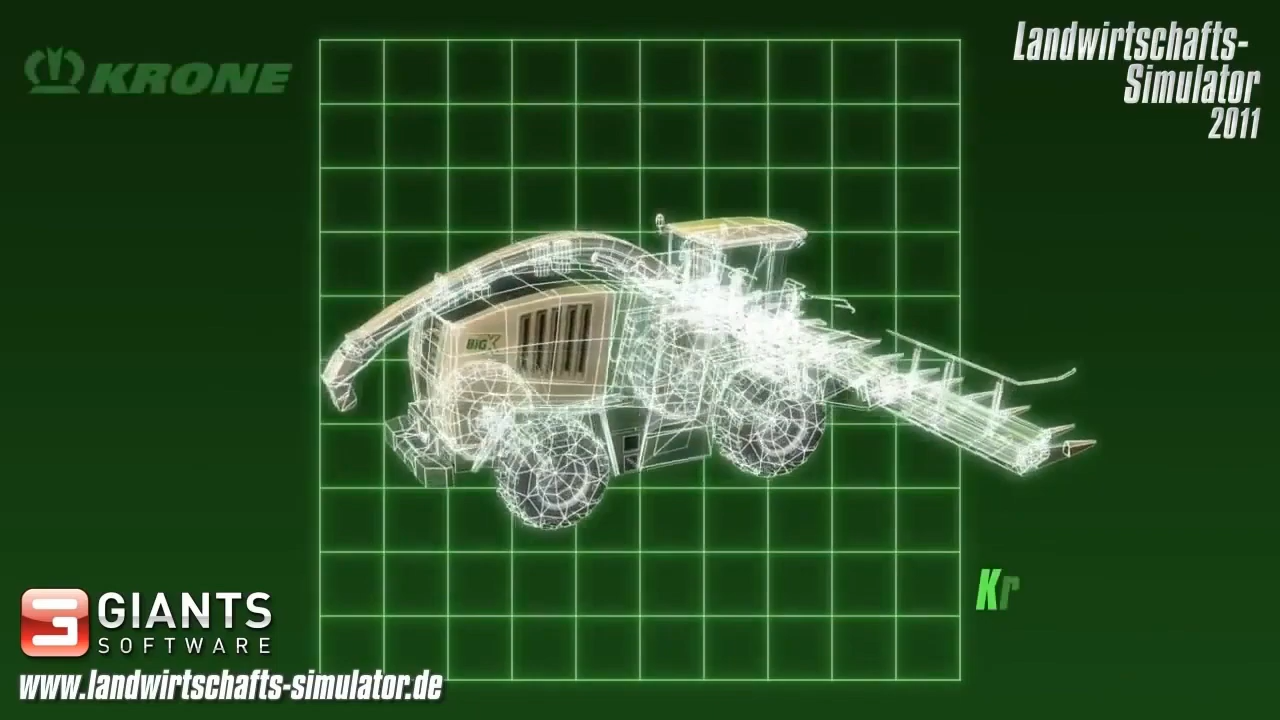 KRONE
Landwirtschafts-
Simulator
2011
BiG X
Kr
GIANTS
SOFTWARE
www.landwirtschafts-simulator.de